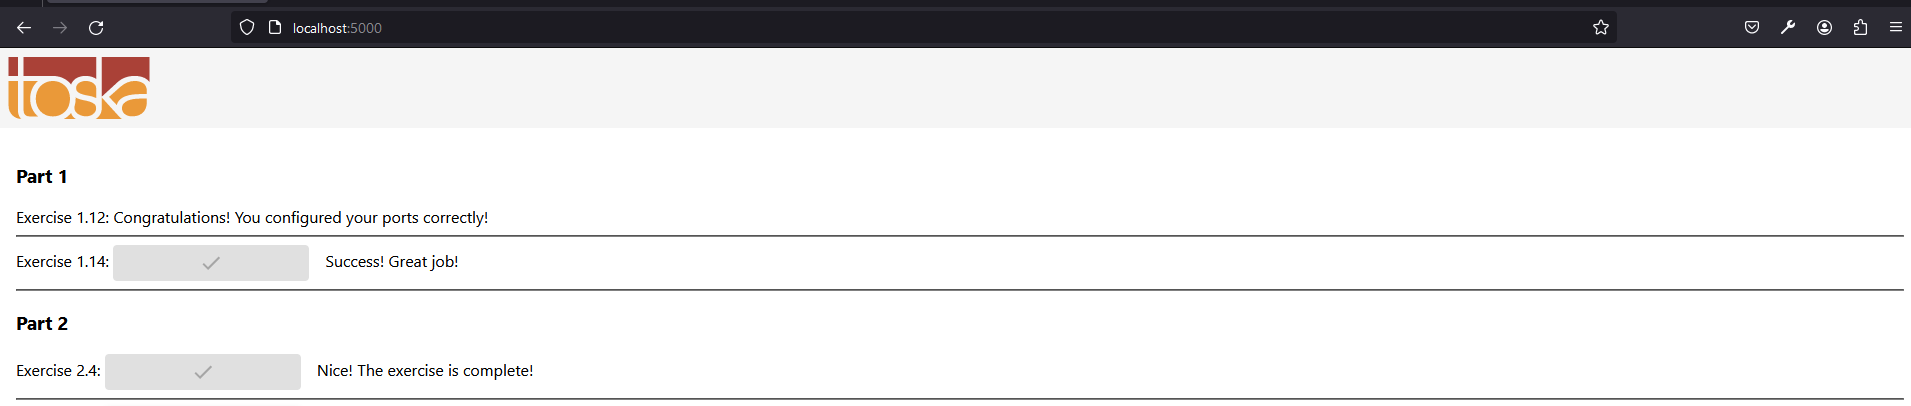 localhost:5000
toska
Part 1
Exercise 1.12: Congratulations! You configured your ports correctly!
Exercise 1.14: Success! Great job!
Part 2
Exercise 2.4: Nice! The exercise is complete!